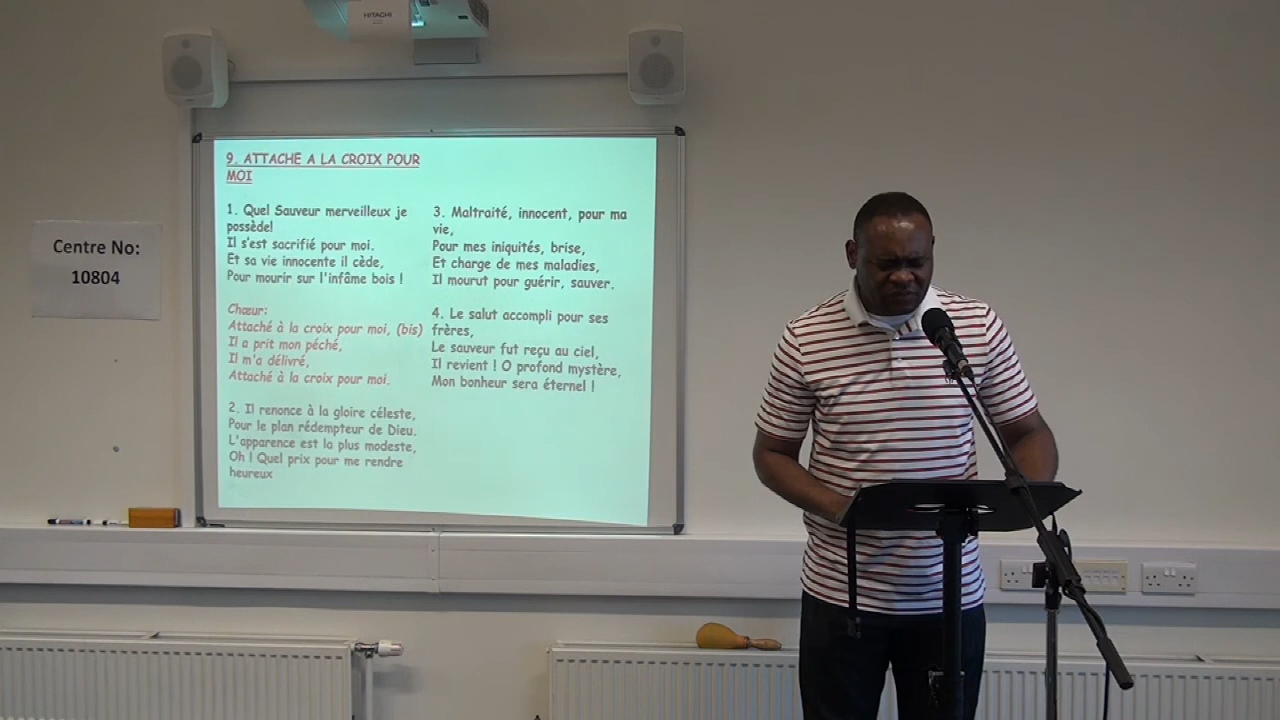 HITACHI
Centre No:
10804
9. ATTACHE A LA CROIX POUR
MOI
1. Quel Sauveur merveilleux je
possède!
Il s'est sacrifié pour moi.
Et sa vie innocente il cède,
Pour mourir sur l'infâme bois !
Chœur:
Attaché à la croix pour moi, (bis)
Il a prit mon péché,
Il m'a délivré,
Attaché à la croix pour moi.
2. Il renonce à la gloire céleste,
Pour le plan rédempteur de Dieu.
L'apparence est la plus modeste,
Oh ! Quel prix pour me rendre
heureux
3. Maltraité, innocent, pour ma
vie,
Pour mes iniquités, brise,
Et charge de mes maladies,
Il mourut pour guérir, sauver.
4. Le salut accompli pour ses
frères,
Le sauveur fut reçu au ciel,
Il revient ! O profond mystère,
Mon bonheur sera éternel !